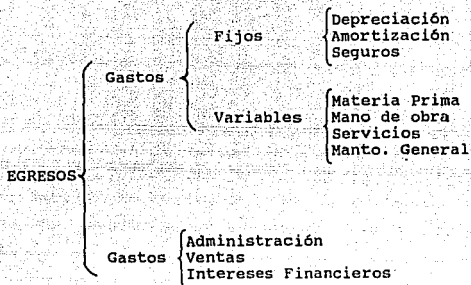 Depreciación
Fijos Amortización
Seguros
Gastos
Materia Prima
Variables Mano de obra
Servicios
Manto. General
EGRESOS
Administración
Gastos Ventas
Intereses Financieros